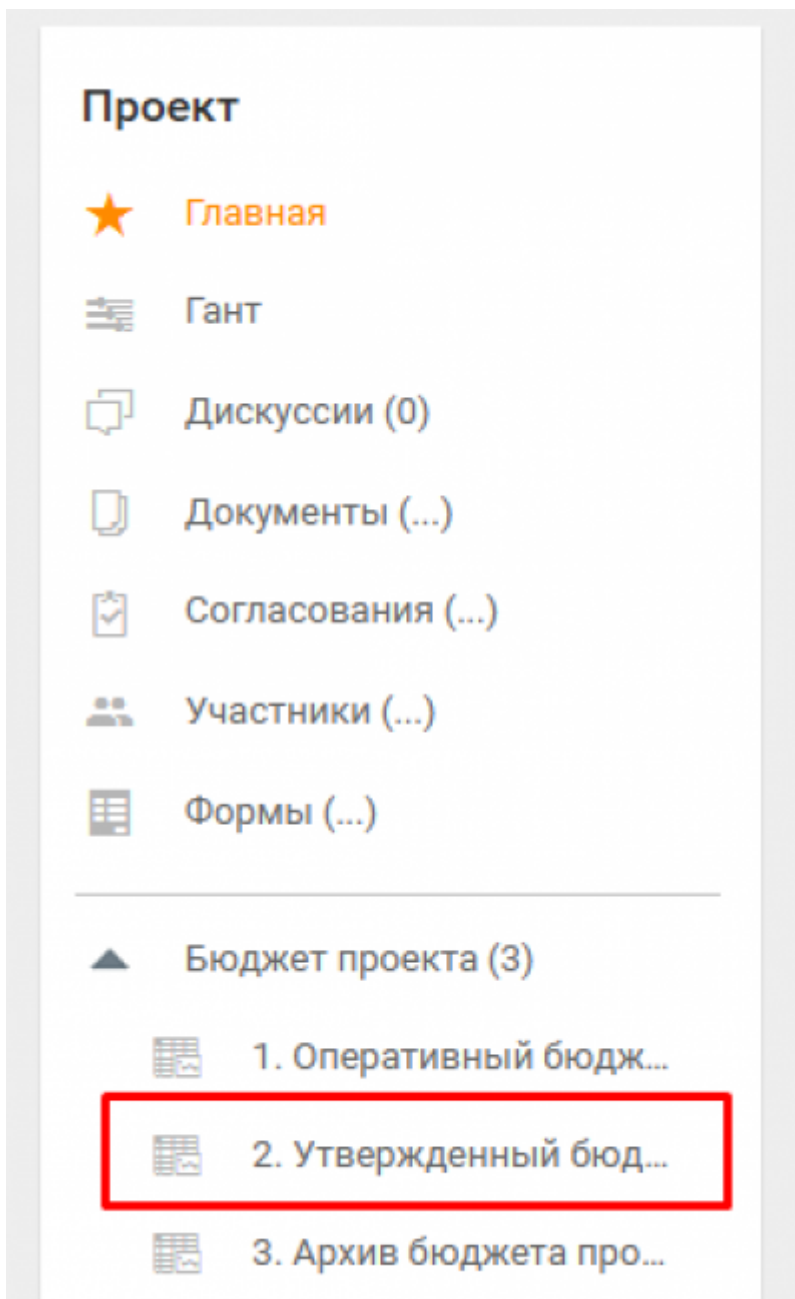 Проект
Главная
Гант
Дискуссии (0)
Документы (...)
Согласования (...)
Участники (...)
Формы (...)
Бюджет проекта (3)
1. Оперативный бюдж...
2. Утвержденный бюд...
3. Архив бюджета про...